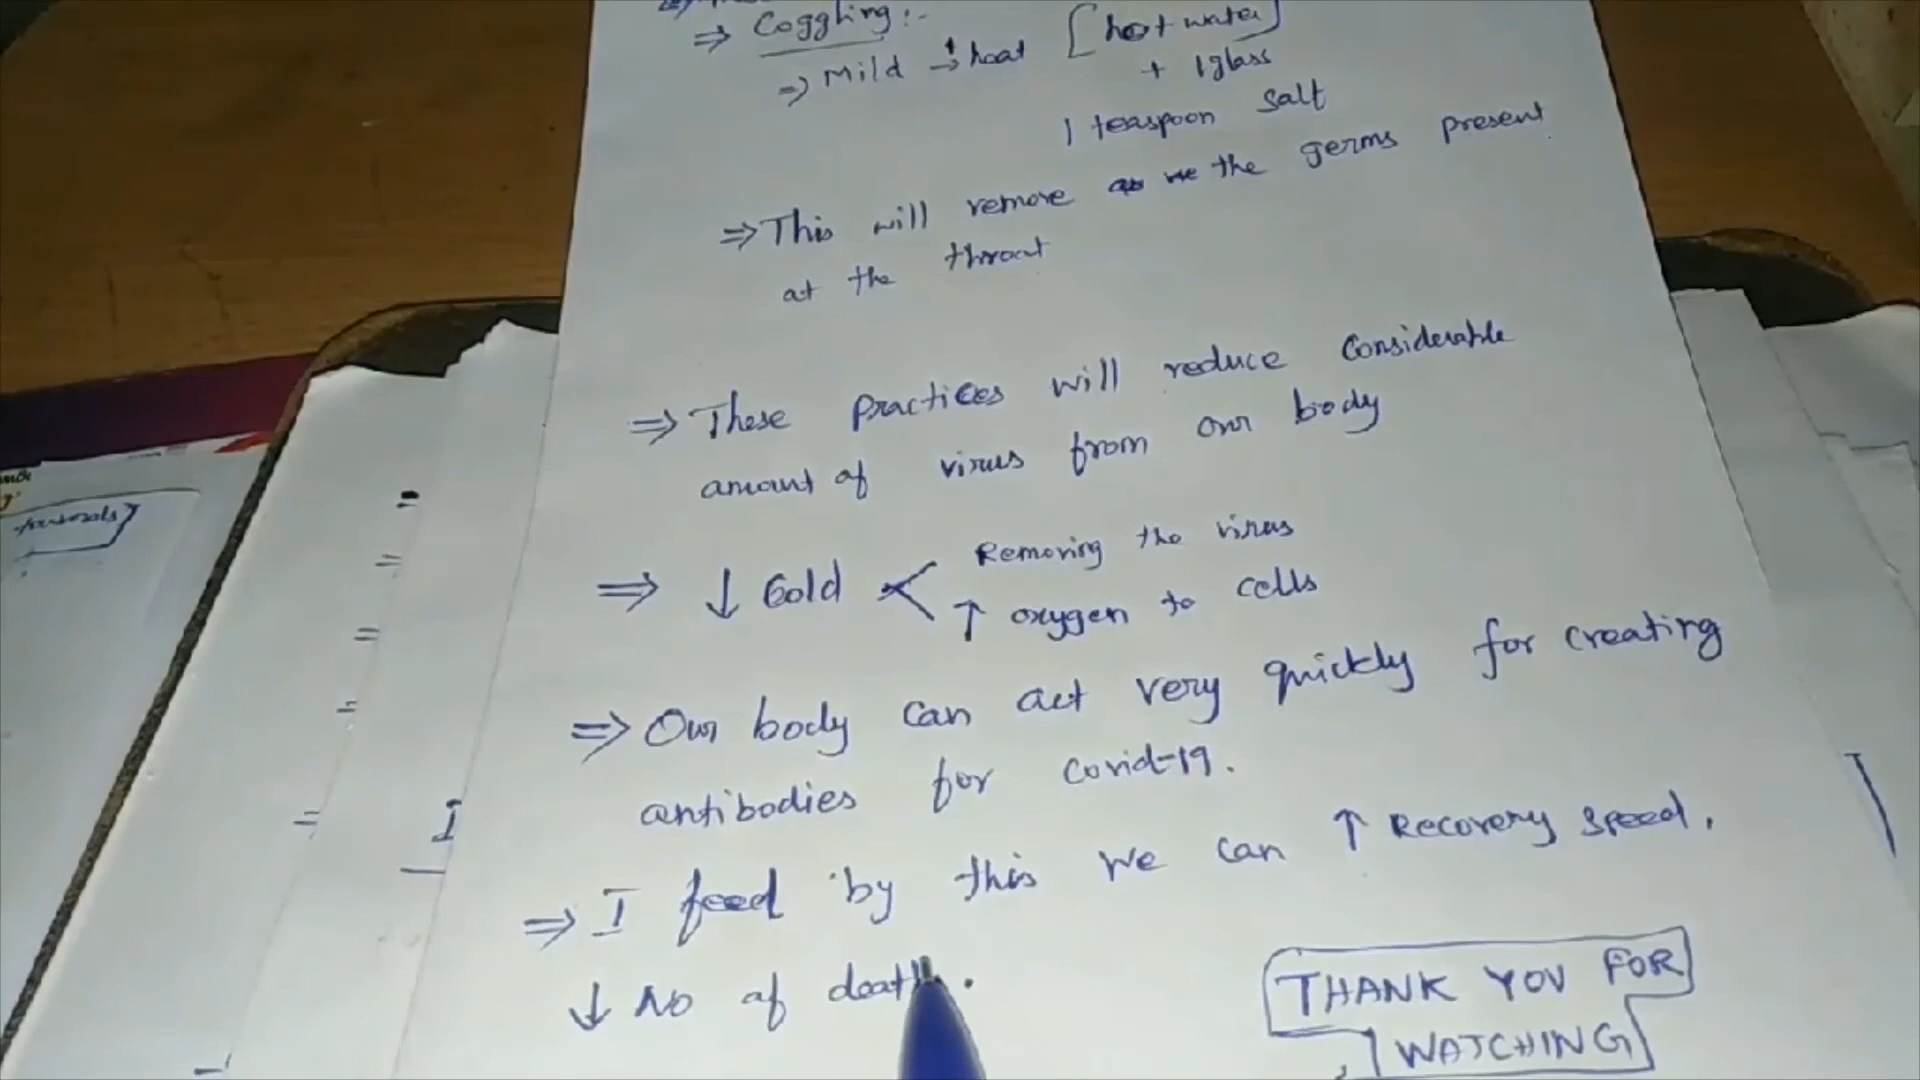 ⇒ Goggling:-
⇒ Mild → heat [hot water]
+ 1 glass
1 teaspoon salt
⇒ This will remove the germs present
at the throat
⇒ These practices will reduce considerable
amount of virus from our body
⇒ ↓ Cold < Removing the virus
↑ oxygen to cells
⇒ Our body can act very quickly for creating
antibodies for covid-19.
⇒ I feed by this we can ↑ Recovery speed.
↓ No of death.
THANK YOU FOR
WATCHING